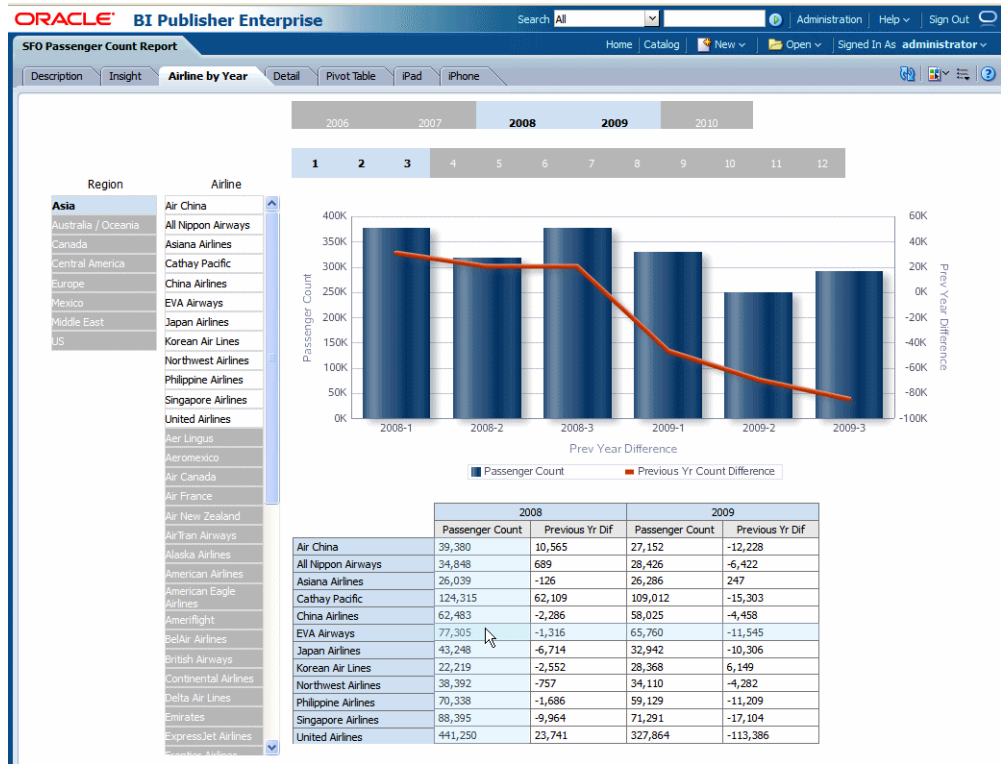 ORACLE BI Publisher Enterprise
Search All Administration Help Sign Out
SFO Passenger Count Report
Home Catalog New Open Signed In As administrator
Description Insight Airline by Year Detail Pivot Table iPad iPhone
2006 2007 2008 2009 2010
1 2 3 4 5 6 7 8 9 10 11 12
Region
Asia
Australia / Oceania
Canada
Central America
Europe
Mexico
Middle East
US
Airline
Air China
All Nippon Airways
Asiana Airlines
Cathay Pacific
China Airlines
EVA Airways
Japan Airlines
Korean Air Lines
Northwest Airlines
Philippine Airlines
Singapore Airlines
United Airlines
Aer Lingus
Aeromexico
Air Canada
Air France
Air New Zealand
AirTran Airways
Alaska Airlines
American Airlines
American Eagle
Airlines
Ameriflight
BelAir Airlines
British Airways
Continental Airlines
Delta Air Lines
Emirates
ExpressJet Airlines
Frontier Airlines
Passenger Count
400K
350K
300K
250K
200K
150K
100K
50K
0K
60K
40K
20K
0K
-20K
-40K
-60K
-80K
-100K
Prev Year Difference
2008-1 2008-2 2008-3 2009-1 2009-2 2009-3
Prev Year Difference
Passenger Count Previous Yr Count Difference
2008 2009
Passenger Count Previous Yr Dif Passenger Count Previous Yr Dif
Air China 39,380 10,565 27,152 -12,228
All Nippon Airways 34,848 689 28,426 -6,422
Asiana Airlines 26,039 -126 26,286 247
Cathay Pacific 124,315 62,109 109,012 -15,303
China Airlines 62,483 -2,286 58,025 -4,458
EVA Airways 77,305 -1,316 65,760 -11,545
Japan Airlines 43,248 -6,714 32,942 -10,306
Korean Air Lines 22,219 -2,552 28,368 6,149
Northwest Airlines 38,392 -757 34,110 -4,282
Philippine Airlines 70,338 -1,686 59,129 -11,209
Singapore Airlines 88,395 -9,964 71,291 -17,104
United Airlines 441,250 23,741 327,864 -113,386